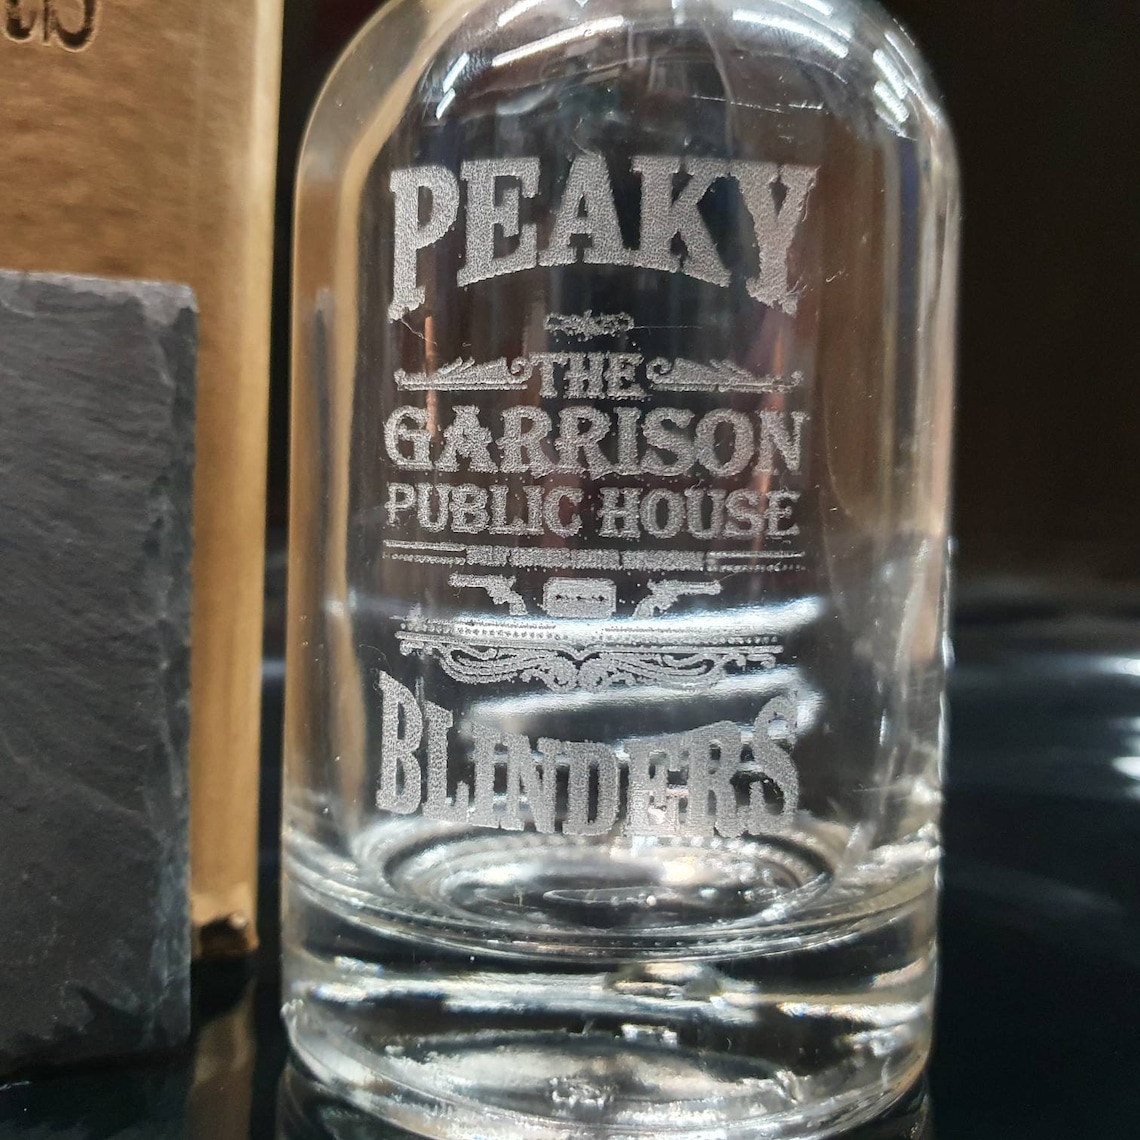 PEAKY
THE
GARRISON
PUBLIC HOUSE
BLINDERS